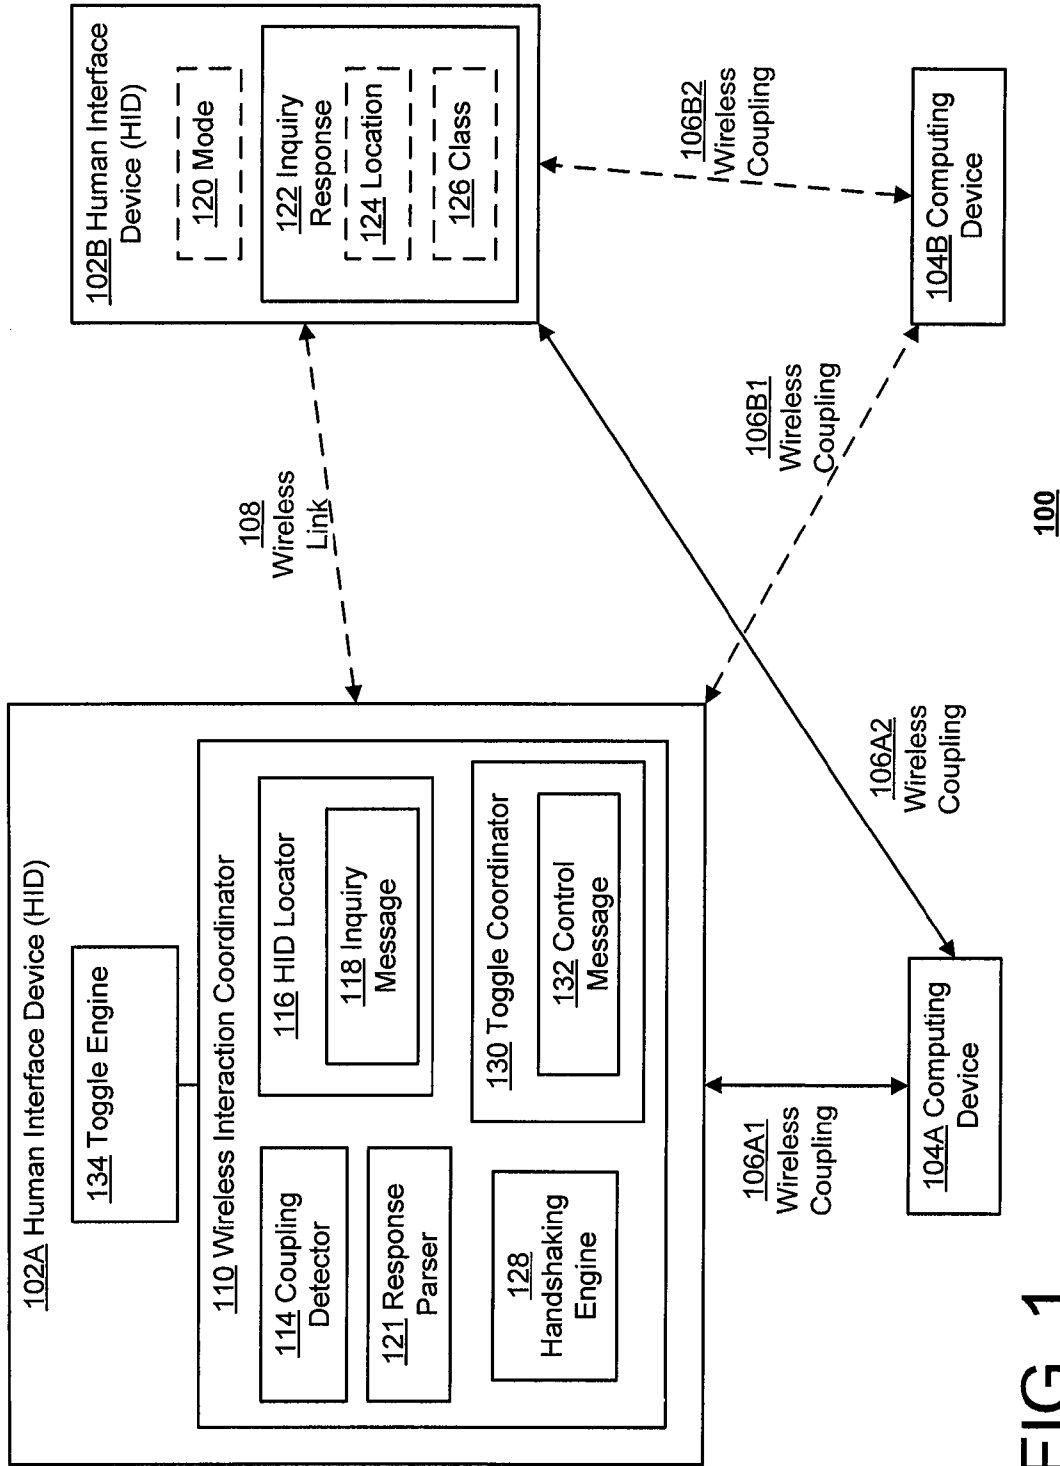 102A Human Interface Device (HID)
134 Toggle Engine
110 Wireless Interaction Coordinator
114 Coupling
Detector
116 HID Locator
118 Inquiry
Message
121 Response
Parser
128
Handshaking
Engine
130 Toggle Coordinator
132 Control
Message
108
Wireless
Link
102B Human Interface
Device (HID)
120 Mode
122 Inquiry
Response
124 Location
126 Class
106A1
Wireless
Coupling
106A2
Wireless
Coupling
106B1
Wireless
Coupling
106B2
Wireless
Coupling
104A Computing
Device
104B Computing
Device
100
FIG. 1